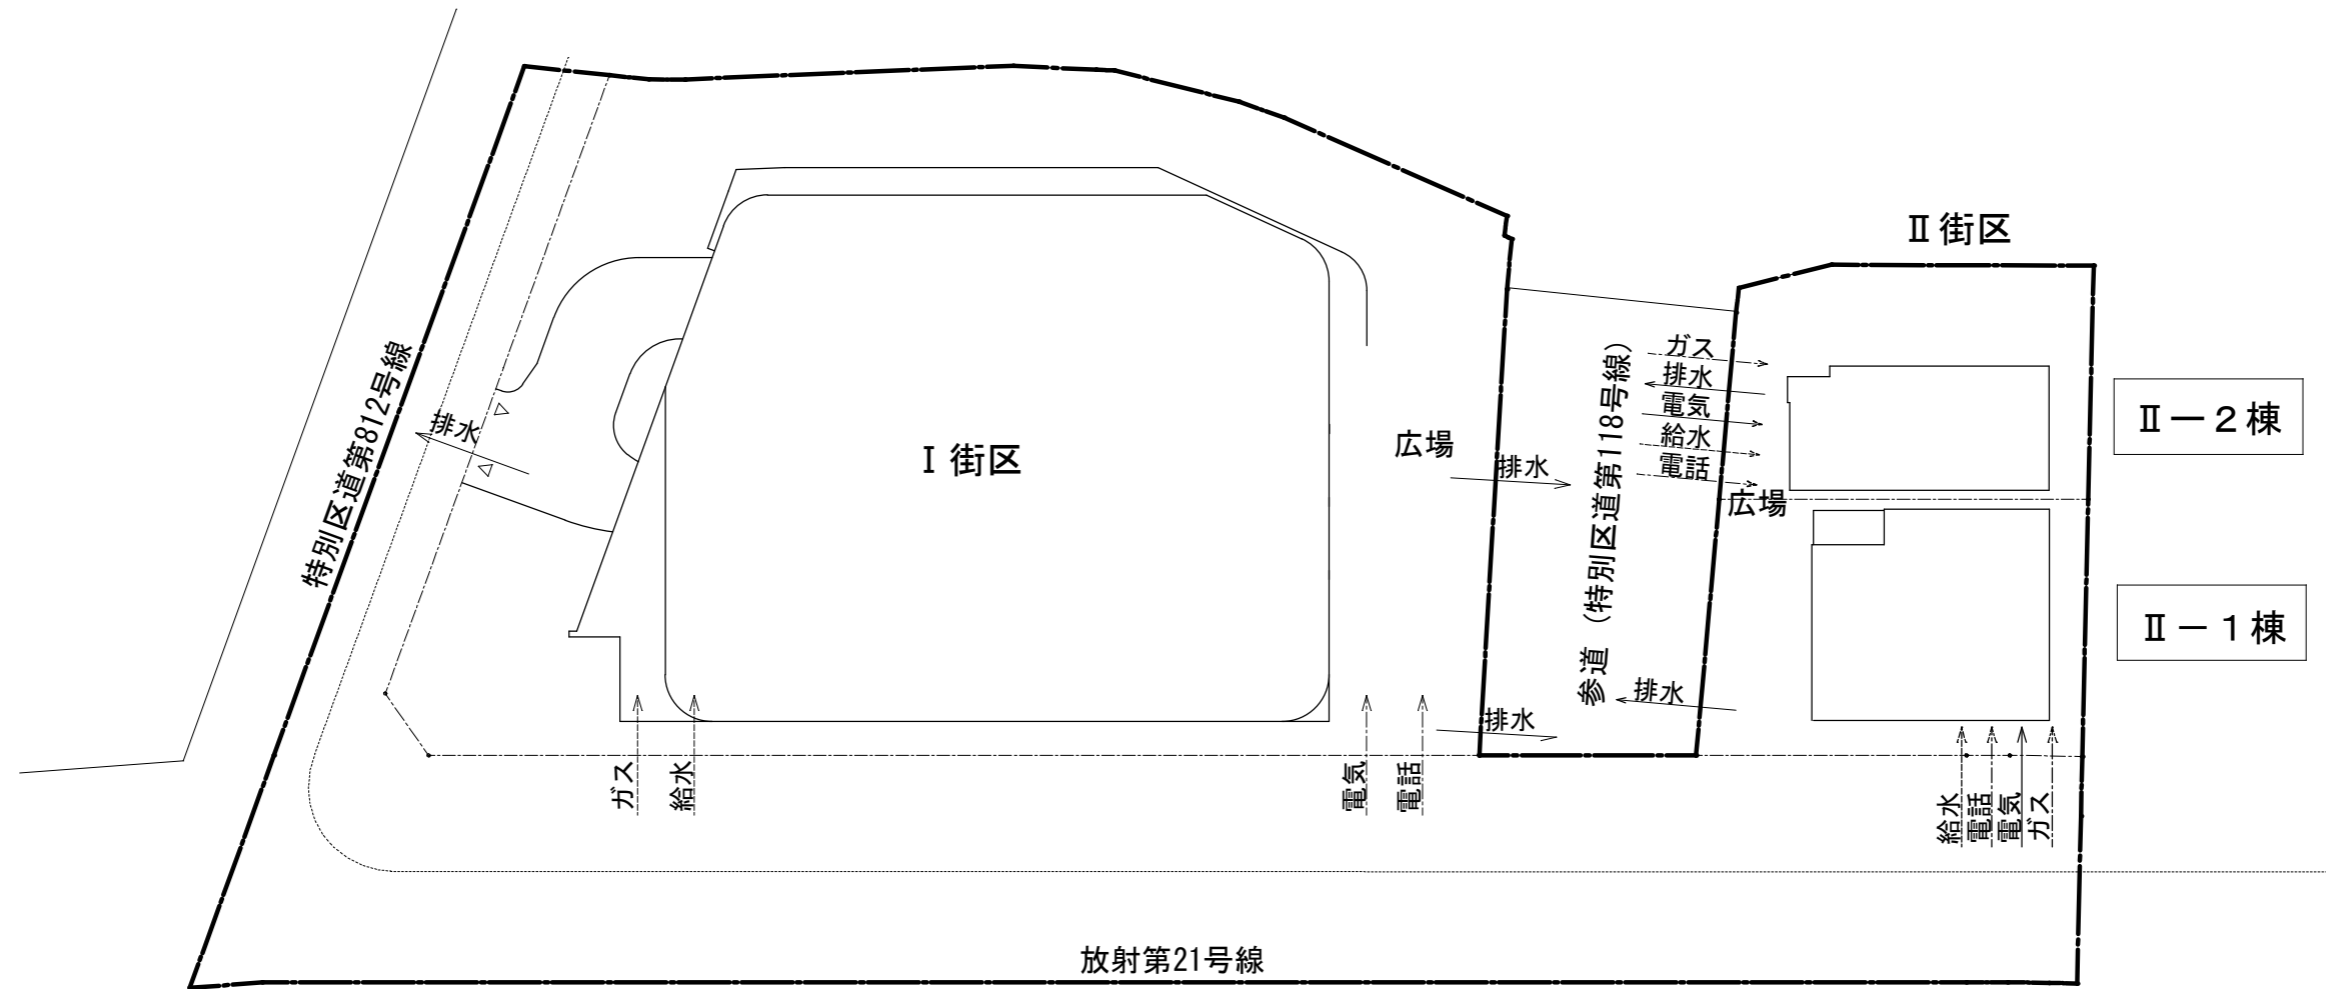 Ⅱ街区
ガス
排水
電気
給水
電話
Ⅱ－２棟
特別区道第812号線
排水
Ⅰ街区
広場
排水
参道（特別区道第118号線）
広場
Ⅱ－１棟
排水
排水
ガス
給水
電気
電話
給水
電話
電気
ガス
放射第21号線